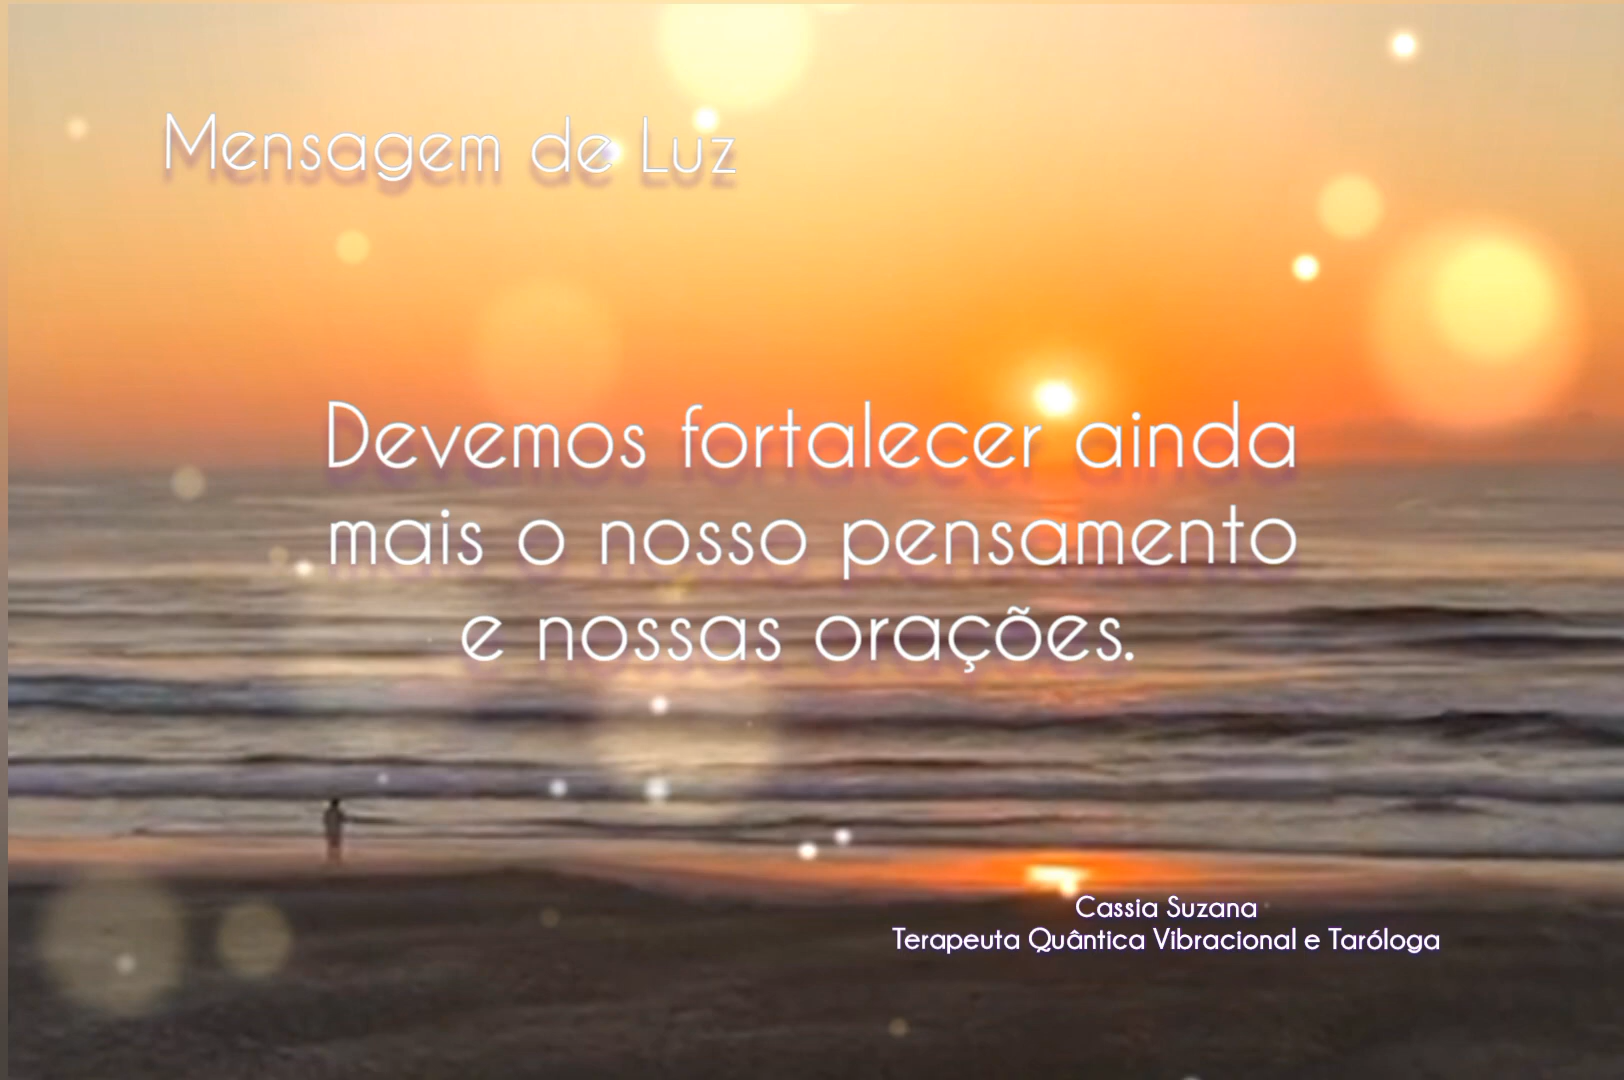 Mensagem de Luz
Devemos fortalecer ainda
mais o nosso pensamento
e nossas orações.
Cassia Suzana
Terapeuta Quântica Vibracional e Taróloga